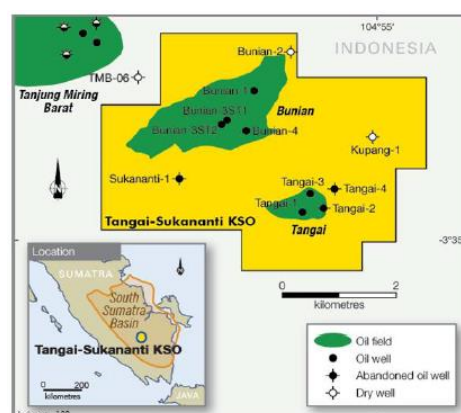 104°55'
INDONESIA
Bunian-2
TMB-06
Tanjung Miring
Barat
Bunian-1
Bunian-3S11
Bunian
Bunian-3S12
Bunian-4
Kupang-1
Sukananti-1
Tangai-3
Tangai-4
Tangai-1
Tangai-2
Tangai-Sukananti KSO
Tangai
-3°35
0 2
kilometres
Location
SUMATRA
South
Sumatra
Basin
Tangai-Sukananti KSO
0 200
kilometres
JAVA
Oil field
Oil well
Abandoned oil well
Dry well